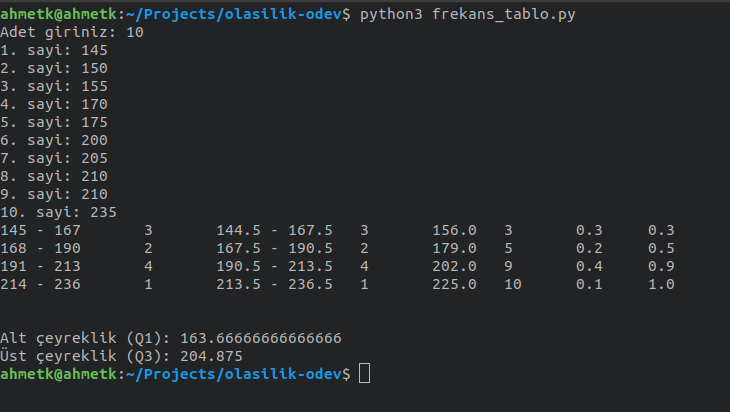 ahmetk@ahmetk:~/Projects/olasilik-odev$ python3 frekans_tablo.py
Adet giriniz: 10
1. sayi: 145
2. sayi: 150
3. sayi: 155
4. sayi: 170
5. sayi: 175
6. sayi: 200
7. sayi: 205
8. sayi: 210
9. sayi: 210
10. sayi: 235
145 - 167 3 144.5 - 167.5 3 156.0 3 0.3 0.3
168 - 190 2 167.5 - 190.5 2 179.0 5 0.2 0.5
191 - 213 4 190.5 - 213.5 4 202.0 9 0.4 0.9
214 - 236 1 213.5 - 236.5 1 225.0 10 0.1 1.0
Alt çeyreklik (Q1): 163.66666666666666
Üst çeyreklik (Q3): 204.875
ahmetk@ahmetk:~/Projects/olasilik-odev$